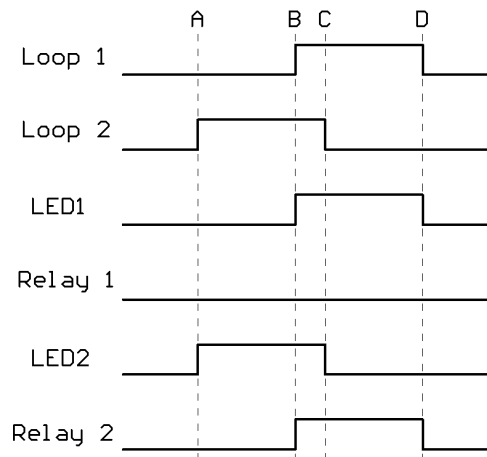 A B C D
Loop 1
Loop 2
LED1
Relay 1
LED2
Relay 2